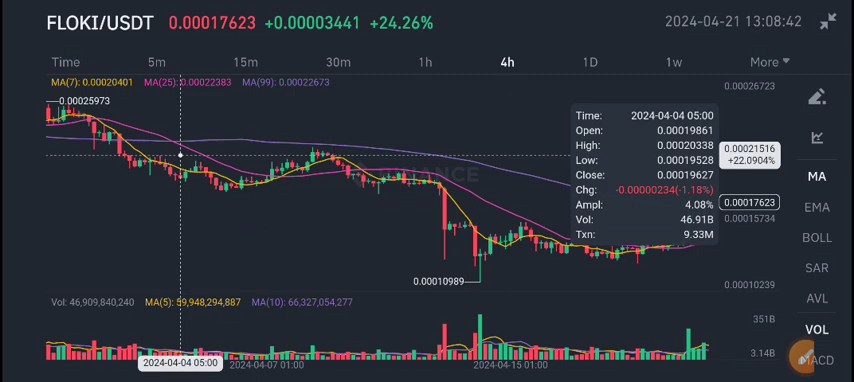 FLOKI/USDT 0.00017623 +0.00003441 +24.26% 2024-04-21 13:08:42
Time 5m 15m 30m 1h 4h 1D 1w More
MA(7): 0.00020401 MA(25): 0.00022383 MA(99): 0.00022673
0.00026723
0.00025973
Time: 2024-04-04 05:00
Open: 0.00019861
High: 0.00020338
Low: 0.00019528
Close: 0.00019627
Chg: -0.00000234(-1.18%)
Ampl: 4.08%
Vol: 46.91B
Txn: 9.33M
0.00021516
+22.0904%
0.00017623
0.00015734
0.00010989
0.00010239
BINANCE
MA
EMA
BOLL
SAR
AVL
VOL
MACD
Vol: 46,909,840,240 MA(5): 59,948,294,887 MA(10): 66,327,054,277
351B
3.14B
2024-04-04 05:00 2024-04-07 01:00 2024-04-15 01:00